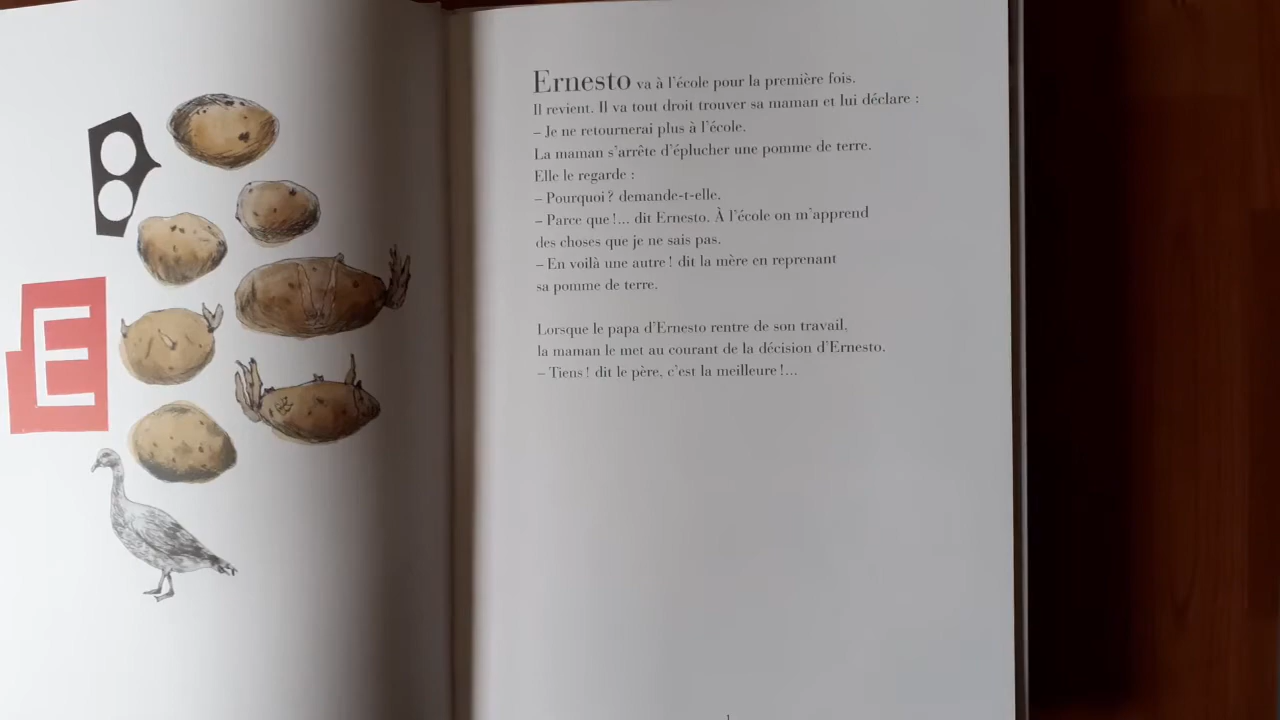 B
E
Ernesto va à l'école pour la première fois.
Il revient. Il va tout droit trouver sa maman et lui déclare :
– Je ne retournerai plus à l'école.
La maman s'arrête d'éplucher une pomme de terre.
Elle le regarde :
– Pourquoi ? demande-t-elle.
– Parce que !... dit Ernesto. À l'école on m'apprend
des choses que je ne sais pas.
– En voilà une autre ! dit la mère en reprenant
sa pomme de terre.
Lorsque le papa d'Ernesto rentre de son travail,
la maman le met au courant de la décision d'Ernesto.
– Tiens ! dit le père, c'est la meilleure !...